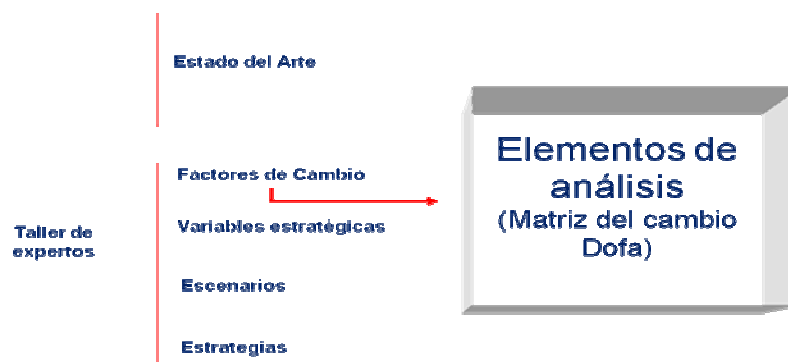 Estado del Arte
Factores de Cambio
Variables estratégicas
Taller de
expertos
Escenarios
Estrategias
Elementos de
análisis
(Matriz del cambio
Dofa)